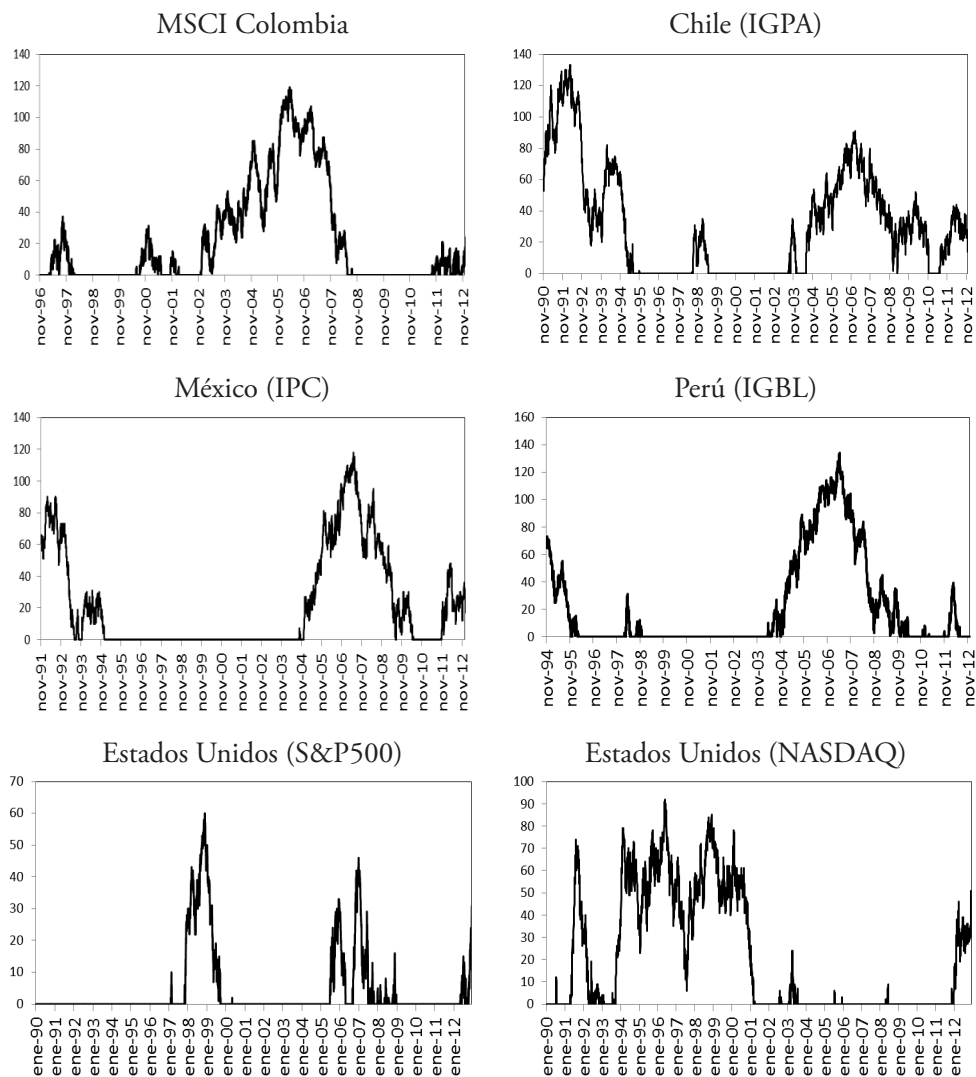 MSCI Colombia
140
120
100
80
60
40
20
0
nov-96
nov-97
nov-98
nov-99
nov-00
nov-01
nov-02
nov-03
nov-04
nov-05
nov-06
nov-07
nov-08
nov-09
nov-10
nov-11
nov-12
Chile (IGPA)
140
120
100
80
60
40
20
0
nov-90
nov-91
nov-92
nov-93
nov-94
nov-95
nov-96
nov-97
nov-98
nov-99
nov-00
nov-01
nov-02
nov-03
nov-04
nov-05
nov-06
nov-07
nov-08
nov-09
nov-10
nov-11
nov-12
México (IPC)
140
120
100
80
60
40
20
0
nov-91
nov-92
nov-93
nov-94
nov-95
nov-96
nov-97
nov-98
nov-99
nov-00
nov-01
nov-02
nov-03
nov-04
nov-05
nov-06
nov-07
nov-08
nov-09
nov-10
nov-11
nov-12
Perú (IGBL)
160
140
120
100
80
60
40
20
0
nov-94
nov-95
nov-96
nov-97
nov-98
nov-99
nov-00
nov-01
nov-02
nov-03
nov-04
nov-05
nov-06
nov-07
nov-08
nov-09
nov-10
nov-11
nov-12
Estados Unidos (S&P500)
70
60
50
40
30
20
10
0
ene-90
ene-91
ene-92
ene-93
ene-94
ene-95
ene-96
ene-97
ene-98
ene-99
ene-00
ene-01
ene-02
ene-03
ene-04
ene-05
ene-06
ene-07
ene-08
ene-09
ene-10
ene-11
ene-12
Estados Unidos (NASDAQ)
100
90
80
70
60
50
40
30
20
10
0
ene-90
ene-91
ene-92
ene-93
ene-94
ene-95
ene-96
ene-97
ene-98
ene-99
ene-00
ene-01
ene-02
ene-03
ene-04
ene-05
ene-06
ene-07
ene-08
ene-09
ene-10
ene-11
ene-12